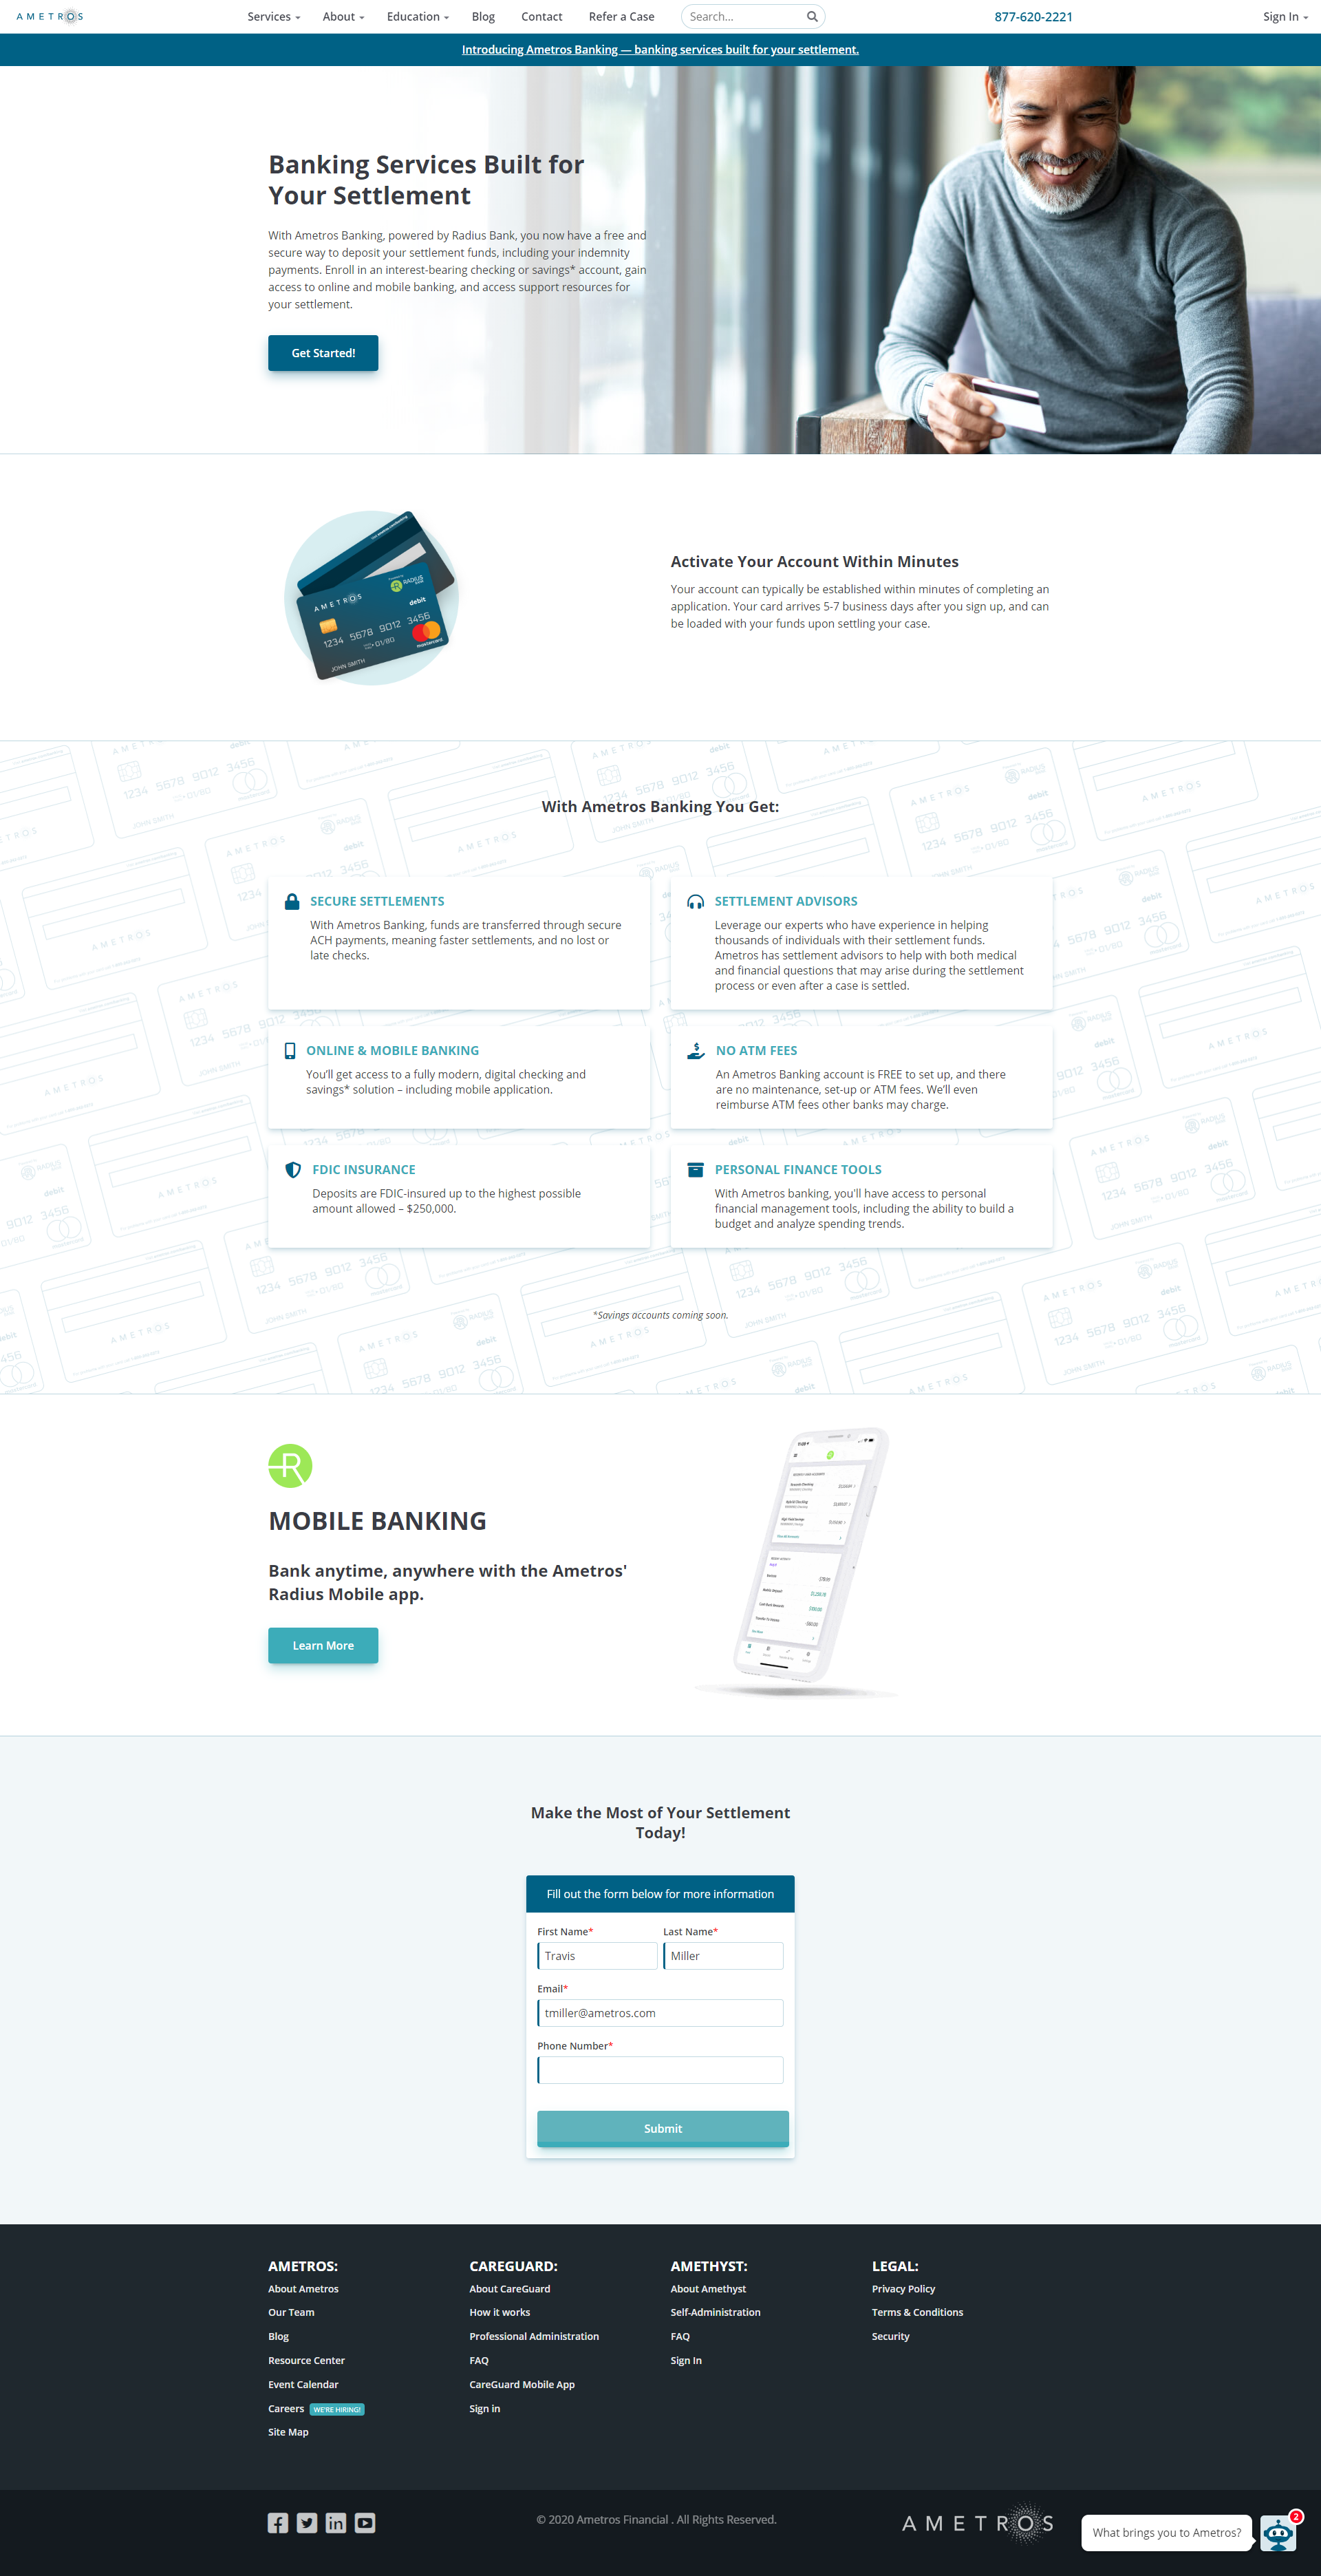 AMETROS
Services
About
Education
Blog
Contact
Refer a Case
Search...
877-620-2221
Sign In
Introducing Ametros Banking — banking services built for your settlement.
Banking Services Built for
Your Settlement
With Ametros Banking, powered by Radius Bank, you now have a free and
secure way to deposit your settlement funds, including your indemnity
payments. Enroll in an interest-bearing checking or savings* account, gain
access to online and mobile banking, and access support resources for
your settlement.
Get Started!
AMETROS
RADIUS
debit
1234 5678 9012 3456
01/80
JOHN SMITH
mastercard
Activate Your Account Within Minutes
Your account can typically be established within minutes of completing an
application. Your card arrives 5-7 business days after you sign up, and can
be loaded with your funds upon settling your case.
With Ametros Banking You Get:
SECURE SETTLEMENTS
With Ametros Banking, funds are transferred through secure
ACH payments, meaning faster settlements, and no lost or
late checks.
SETTLEMENT ADVISORS
Leverage our experts who have experience in helping
thousands of individuals with their settlement funds.
Ametros has settlement advisors to help with both medical
and financial questions that may arise during the settlement
process or even after a case is settled.
ONLINE & MOBILE BANKING
You'll get access to a fully modern, digital checking and
savings* solution – including mobile application.
NO ATM FEES
An Ametros Banking account is FREE to set up, and there
are no maintenance, set-up or ATM fees. We'll even
reimburse ATM fees other banks may charge.
FDIC INSURANCE
Deposits are FDIC-insured up to the highest possible
amount allowed – $250,000.
PERSONAL FINANCE TOOLS
With Ametros banking, you'll have access to personal
financial management tools, including the ability to build a
budget and analyze spending trends.
*Savings accounts coming soon.
R
MOBILE BANKING
Bank anytime, anywhere with the Ametros'
Radius Mobile app.
Learn More
Make the Most of Your Settlement
Today!
Fill out the form below for more information
First Name*
Last Name*
Travis
Miller
Email*
tmiller@ametros.com
Phone Number*
Submit
AMETROS:
About Ametros
Our Team
Blog
Resource Center
Event Calendar
Careers WE'RE HIRING!
Site Map
CAREGUARD:
About CareGuard
How it works
Professional Administration
FAQ
CareGuard Mobile App
Sign in
AMETHYST:
About Amethyst
Self-Administration
FAQ
Sign In
LEGAL:
Privacy Policy
Terms & Conditions
Security
© 2020 Ametros Financial . All Rights Reserved.
AMETROS
What brings you to Ametros?
2